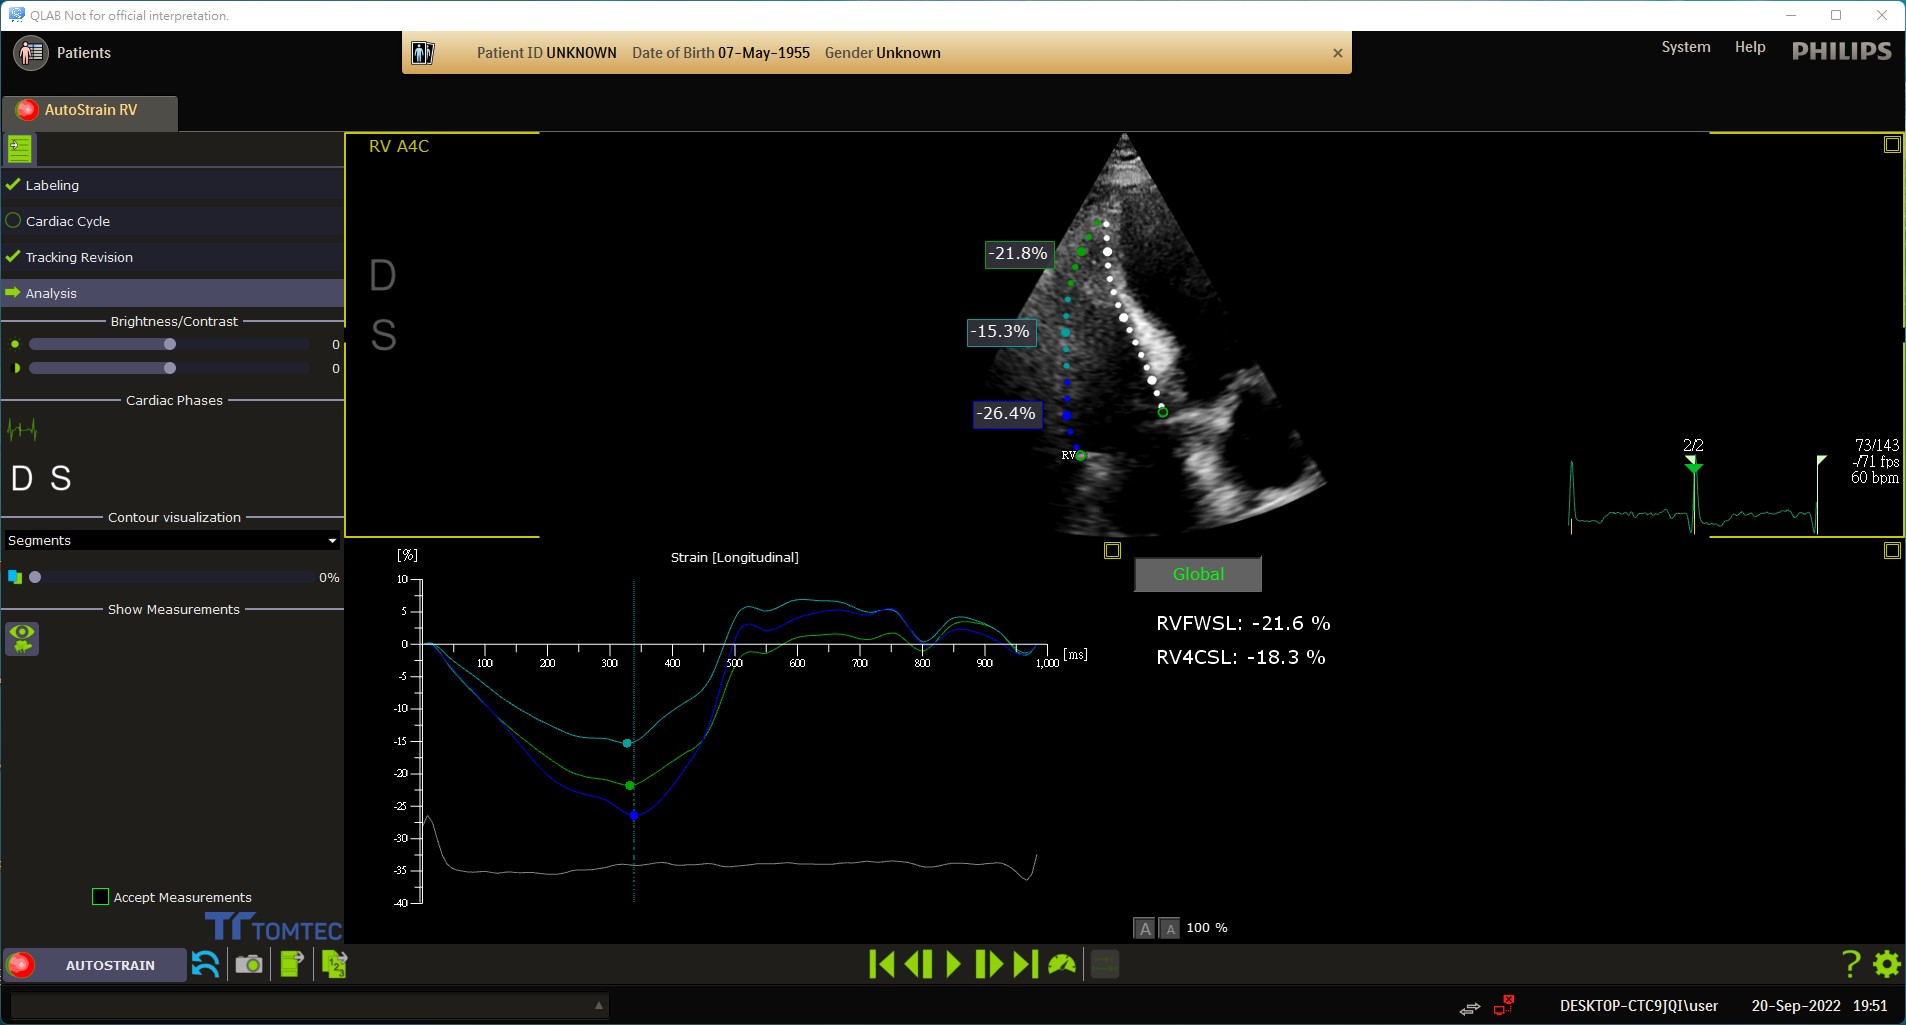 QLAB Not for official interpretation.
Patients
Patient ID UNKNOWN Date of Birth 07-May-1955 Gender Unknown
System Help PHILIPS
AutoStrain RV
Labeling
Cardiac Cycle
Tracking Revision
Analysis
Brightness/Contrast
0
0
Cardiac Phases
D S
Contour visualization
Segments
0%
Show Measurements
Accept Measurements
TOMTEC
RV A4C
D
S
-21.8%
-15.3%
-26.4%
RV
2/2
73/143
-/71 fps
60 bpm
[%]
Strain [Longitudinal]
10
5
0
100 200 300 400 500 600 700 800 900 1,000 [ms]
-5
-10
-15
-20
-25
-30
-35
-40
Global
RVFWSL: -21.6 %
RV4CSL: -18.3 %
A A 100 %
AUTOSTRAIN
1 2 3
?
DESKTOP-CTC9JQI\user 20-Sep-2022 19:51